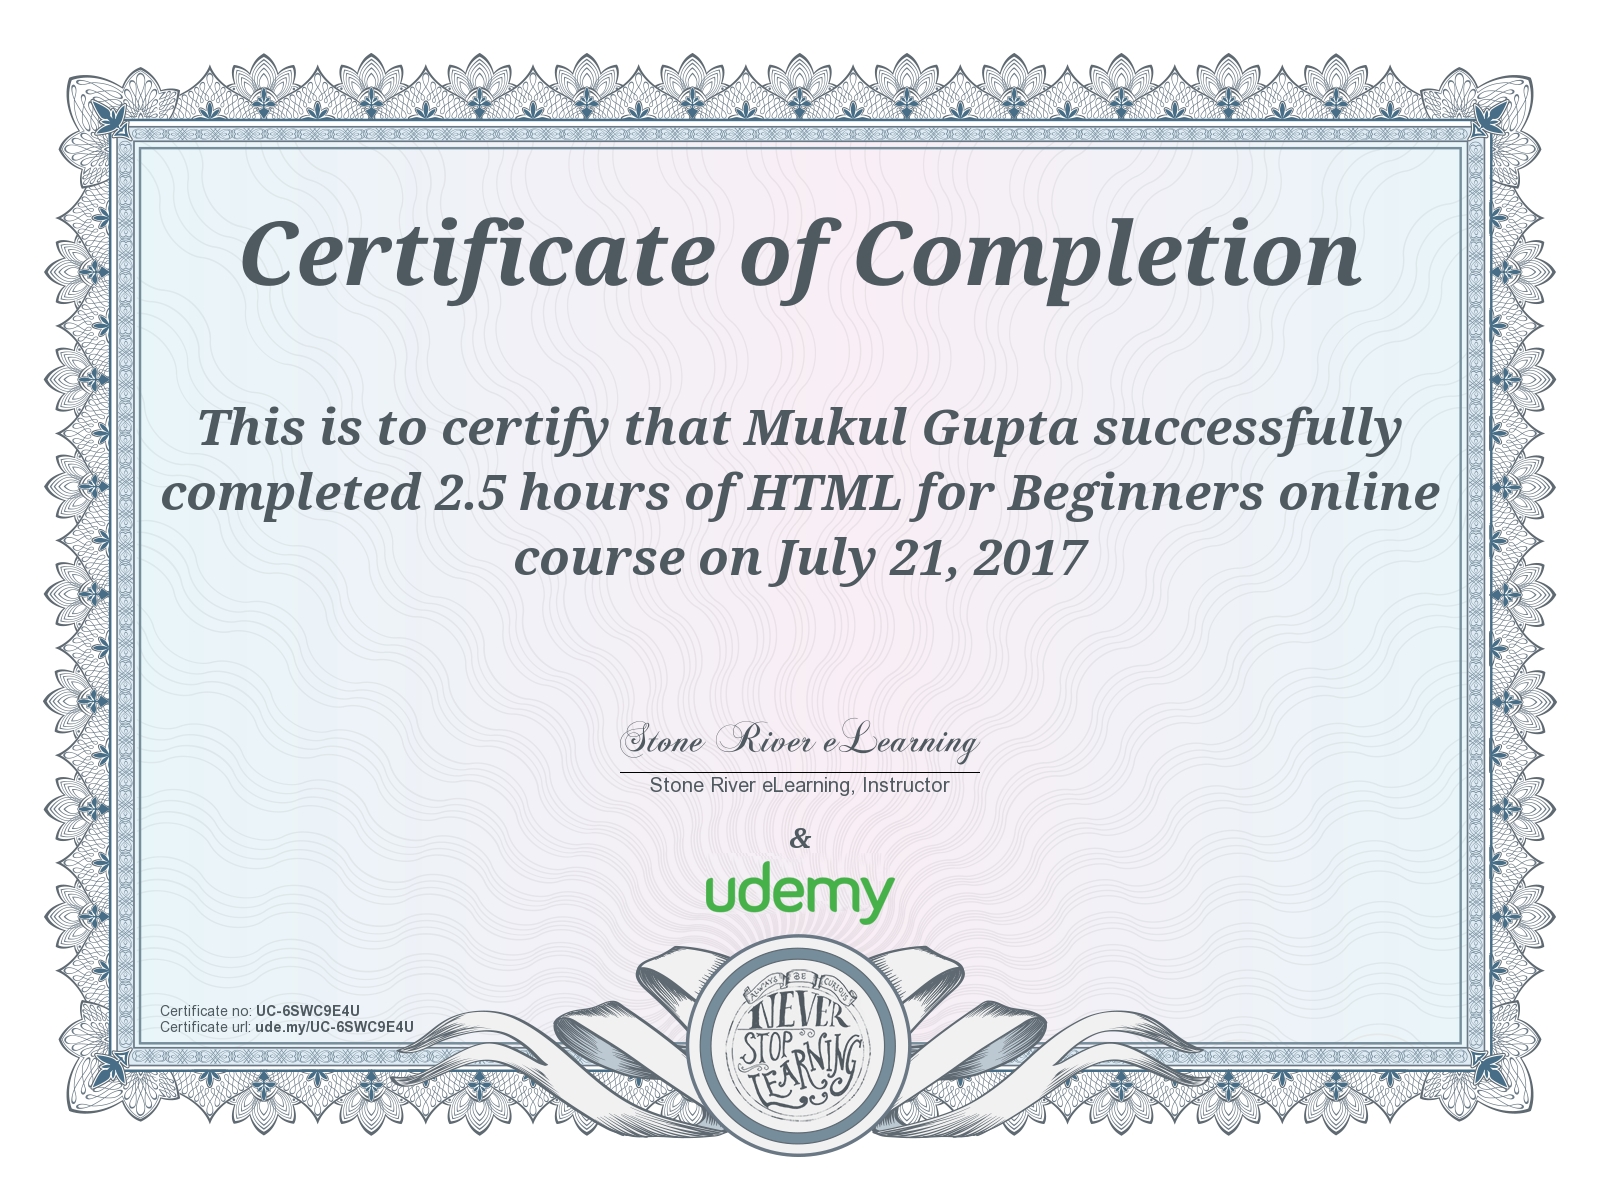 Certificate of Completion
This is to certify that Mukul Gupta successfully
completed 2.5 hours of HTML for Beginners online
course on July 21, 2017
Stone River eLearning
Stone River eLearning, Instructor
&
udemy
Certificate no: UC-6SWC9E4U
Certificate url: ude.my/UC-6SWC9E4U
ALWAYS BE CURIOUS
NEVER
STOP
LEARNING